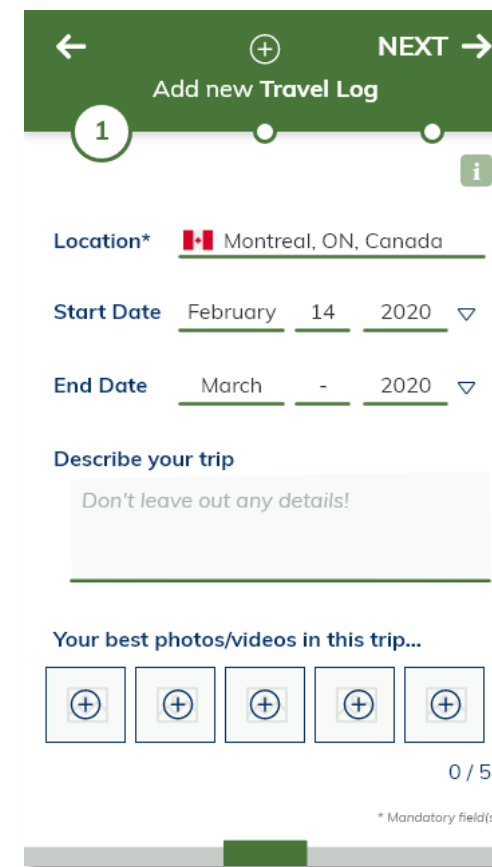 NEXT
Add new Travel Log
1
i
Location* Montreal, ON, Canada
Start Date February 14 2020
End Date March - 2020
Describe your trip
Don't leave out any details!
Your best photos/videos in this trip...
0 / 5
* Mandatory field(s